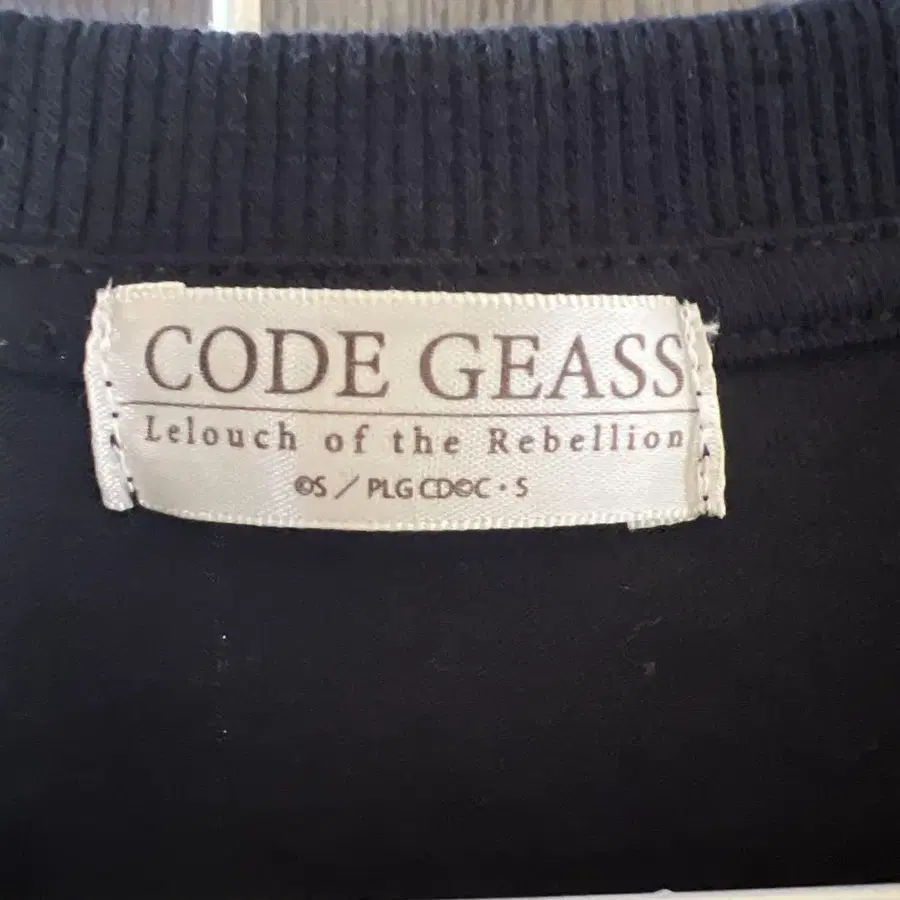 CODE GEASS
Lelouch of the Rebellion
©S／PLG CD©C・S